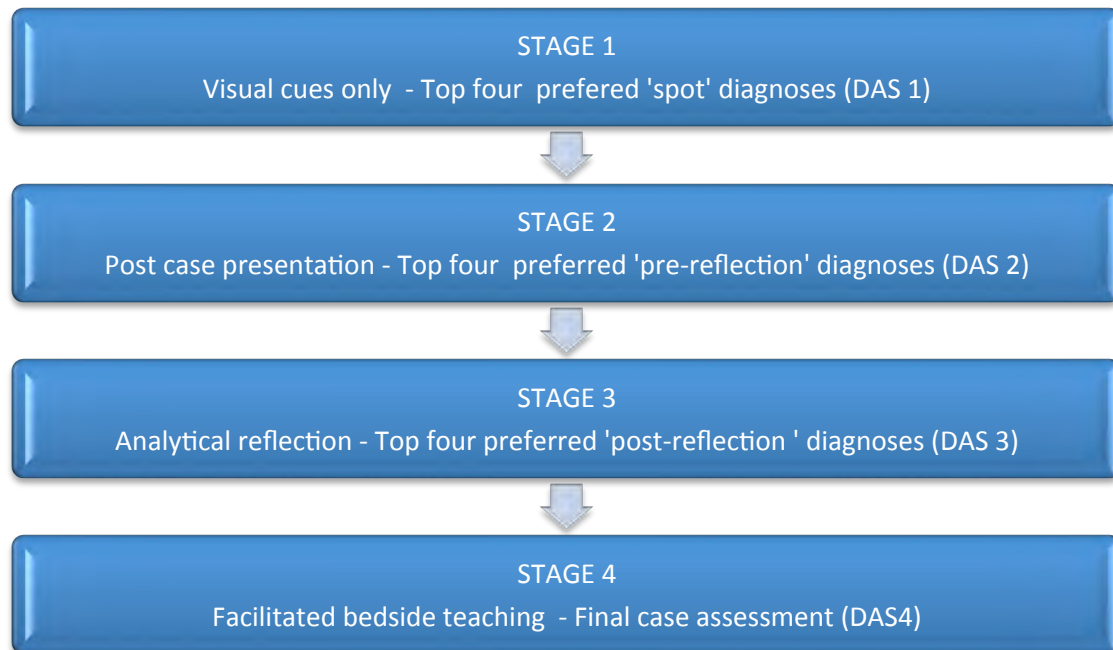 STAGE 1
Visual cues only - Top four prefered 'spot' diagnoses (DAS 1)
STAGE 2
Post case presentation - Top four preferred 'pre-reflection' diagnoses (DAS 2)
STAGE 3
Analytical reflection - Top four preferred 'post-reflection ' diagnoses (DAS 3)
STAGE 4
Facilitated bedside teaching - Final case assessment (DAS4)